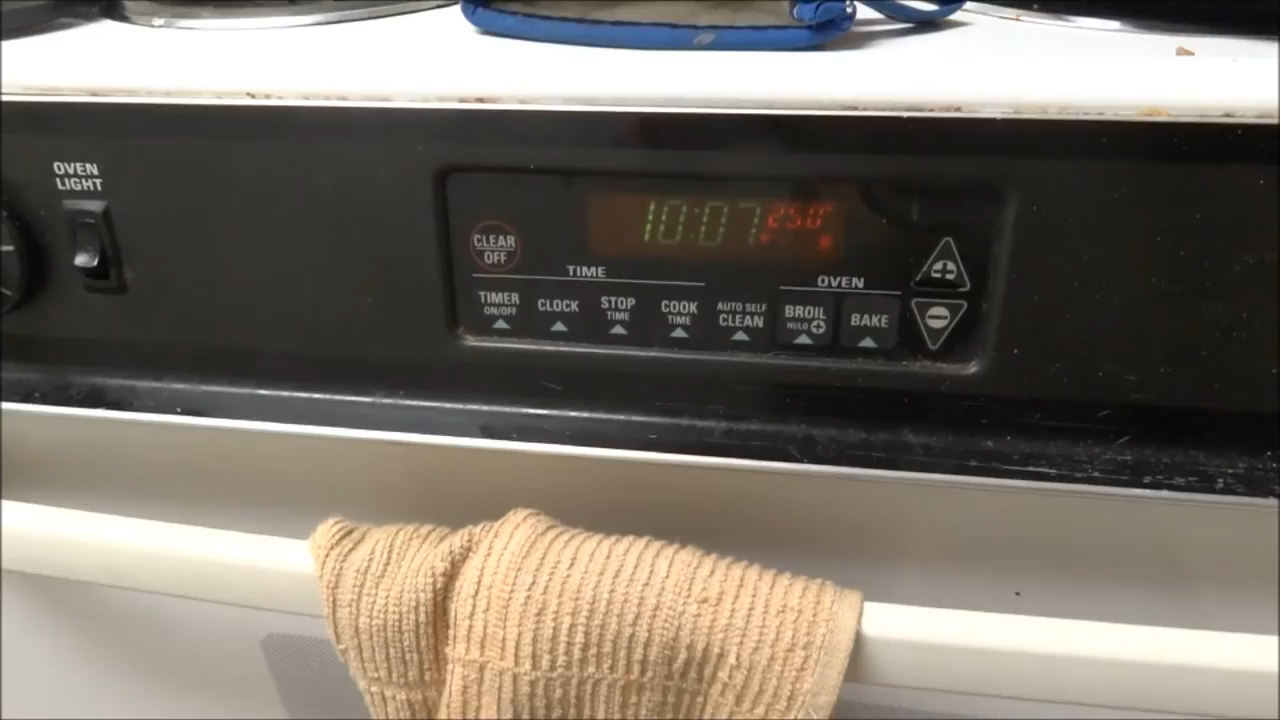 OVEN
LIGHT
10:07 250°
CLEAR
OFF
TIME
OVEN
TIMER
ON/OFF
CLOCK
STOP
TIME
COOK
TIME
AUTO SELF
CLEAN
BROIL
HI/LO +
BAKE